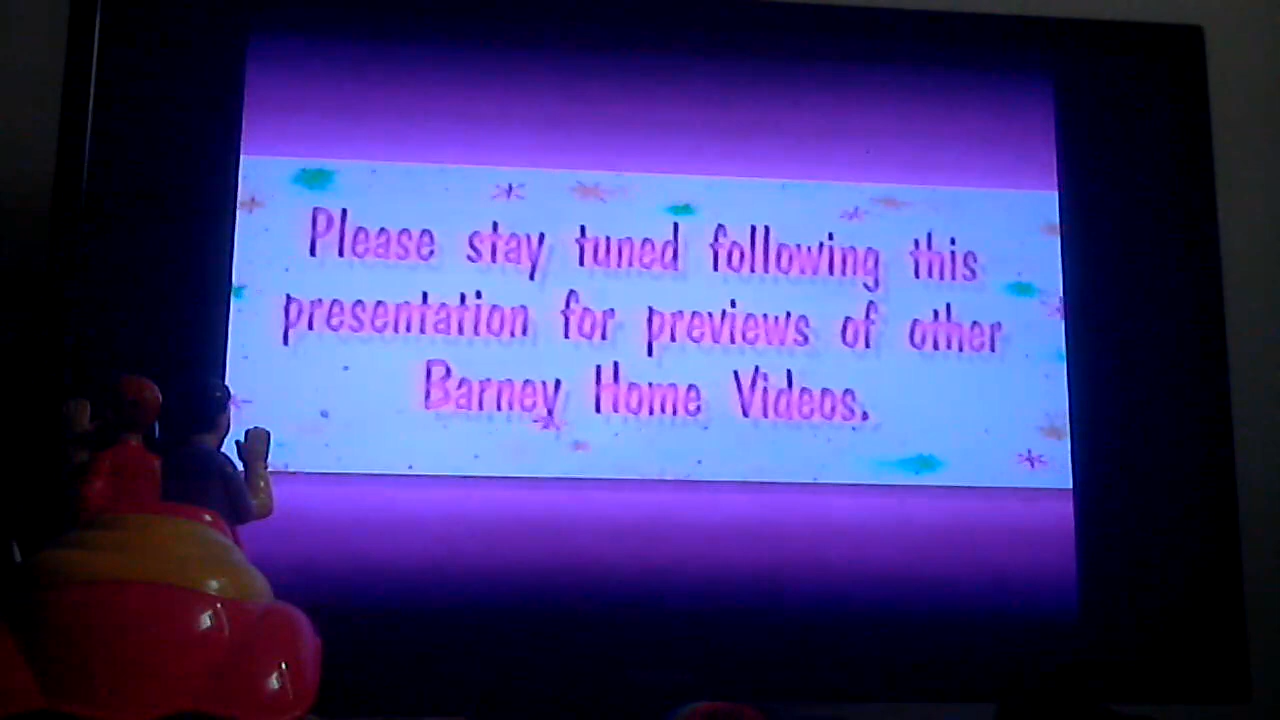 Please stay tuned following this
presentation for previews of other
Barney Home Videos.